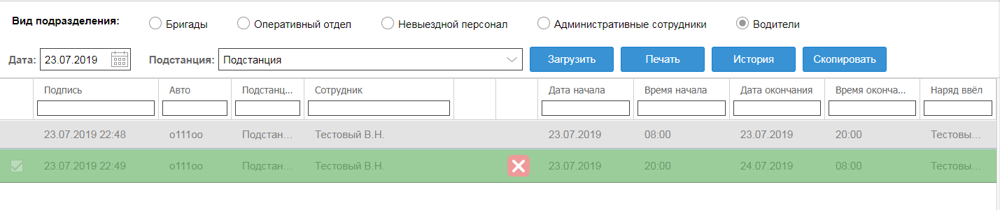 Вид подразделения: Бригады Оперативный отдел Невыездной персонал Административные сотрудники Водители
Дата: 23.07.2019 Подстанция: Подстанция Загрузить Печать История Скопировать
Подпись Авто Подстанц... Сотрудник Дата начала Время начала Дата окончания Время оконча... Наряд ввёл
23.07.2019 22:48 о111оо Подстан... Тестовый В.Н. 23.07.2019 08:00 23.07.2019 20:00 Тестовы...
23.07.2019 22:49 о111оо Подстан... Тестовый В.Н. 23.07.2019 20:00 24.07.2019 08:00 Тестовы...